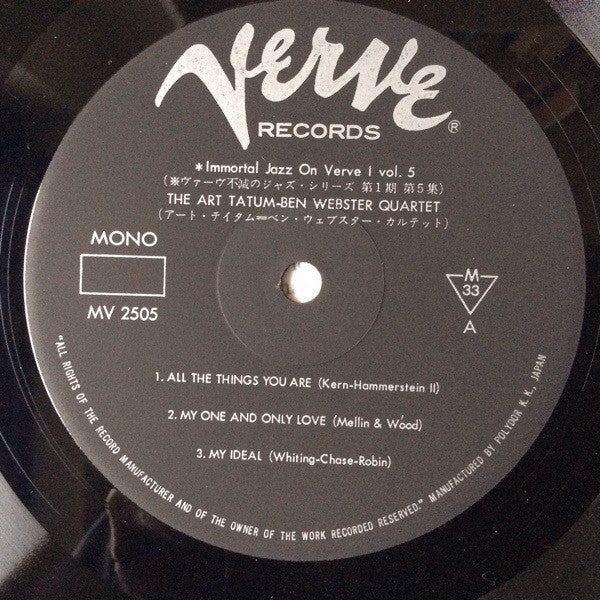 Verve
RECORDS ®
*Immortal Jazz On Verve I vol. 5
(※ヴァーヴ不滅のジャズ・シリーズ 第1期 第5集)
THE ART TATUM-BEN WEBSTER QUARTET
(アート・テイタム=ベン・ウェブスター・カルテット)
MONO
MV 2505
M
33
A
1. ALL THE THINGS YOU ARE (Kern-Hammerstein II)
2. MY ONE AND ONLY LOVE (Mellin & Wood)
3. MY IDEAL (Whiting-Chase-Robin)
"ALL RIGHTS OF THE RECORD MANUFACTURER AND OF THE OWNER OF THE WORK RECORDED RESERVED." MANUFACTURED BY POLYDOR K. K., JAPAN